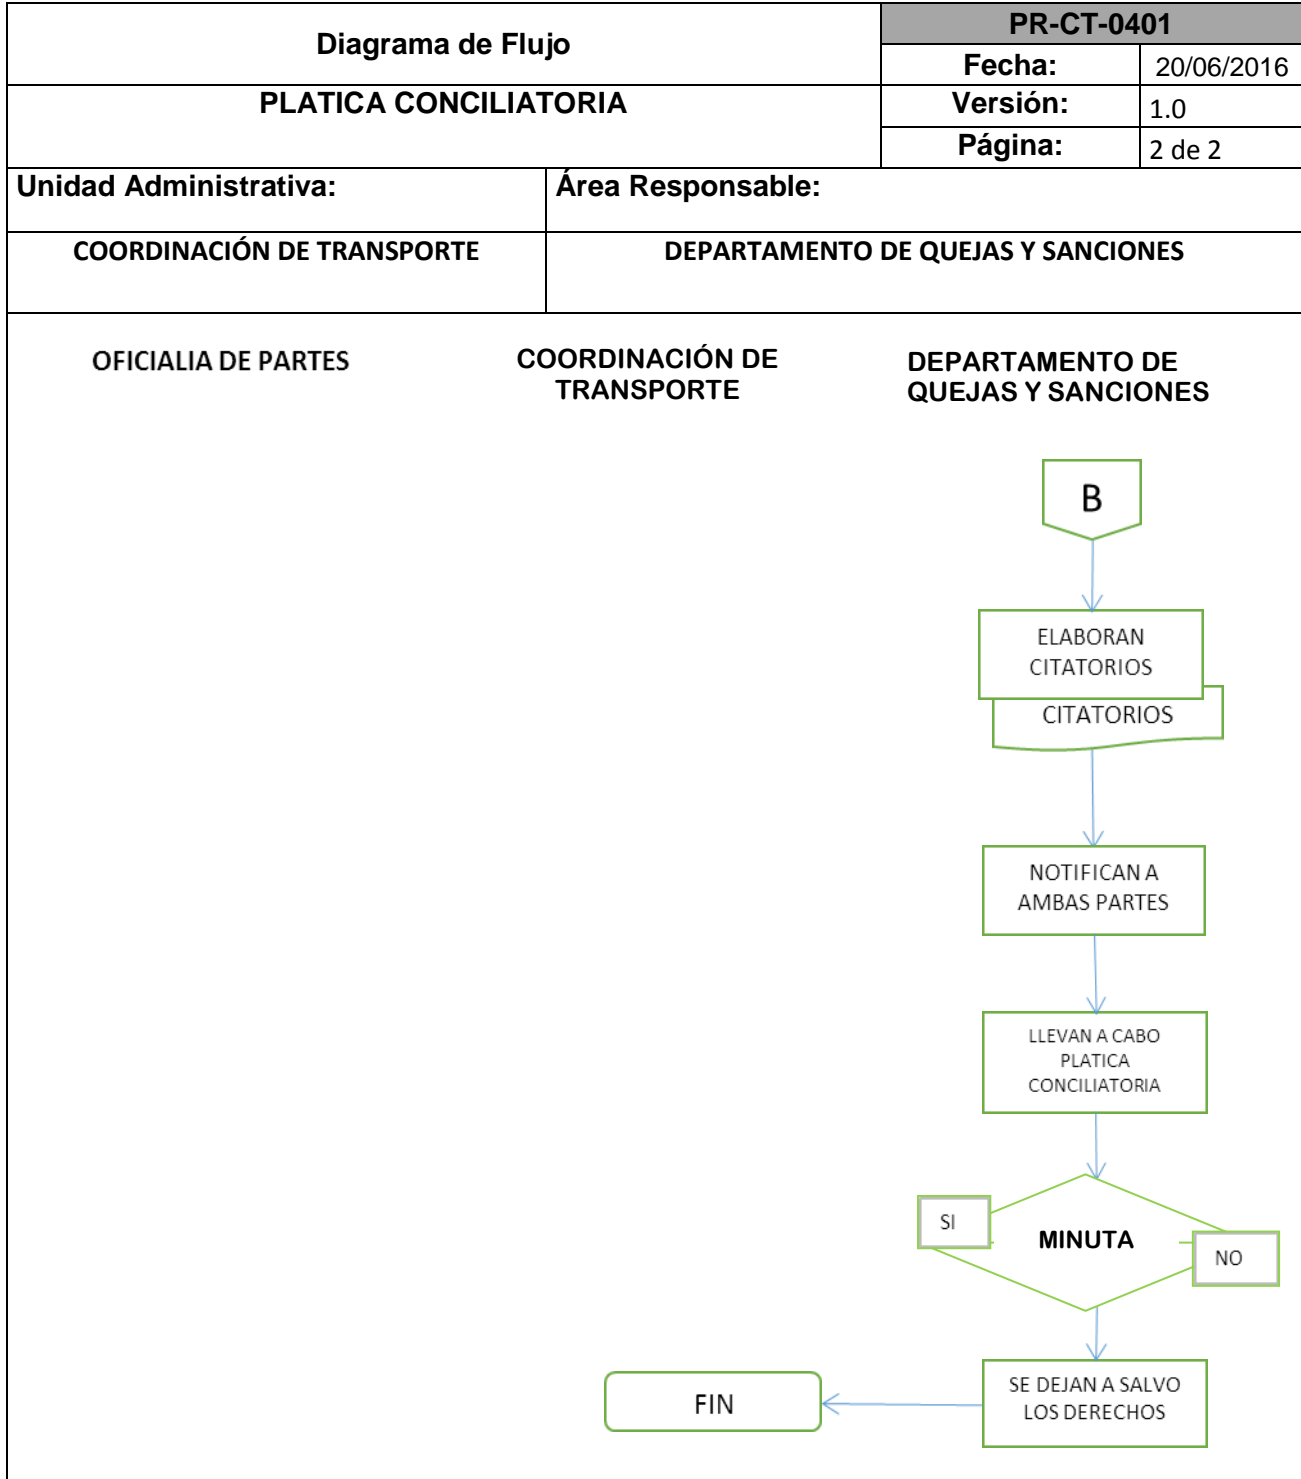 Diagrama de Flujo
PR-CT-0401
Fecha:
20/06/2016
PLATICA CONCILIATORIA
Versión:
1.0
Página:
2 de 2
Unidad Administrativa:
Área Responsable:
COORDINACIÓN DE TRANSPORTE
DEPARTAMENTO DE QUEJAS Y SANCIONES
OFICIALIA DE PARTES
COORDINACIÓN DE
TRANSPORTE
DEPARTAMENTO DE
QUEJAS Y SANCIONES
B
ELABORAN
CITATORIOS
CITATORIOS
NOTIFICAN A
AMBAS PARTES
LLEVAN A CABO
PLATICA
CONCILIATORIA
SI
MINUTA
NO
SE DEJAN A SALVO
LOS DERECHOS
FIN